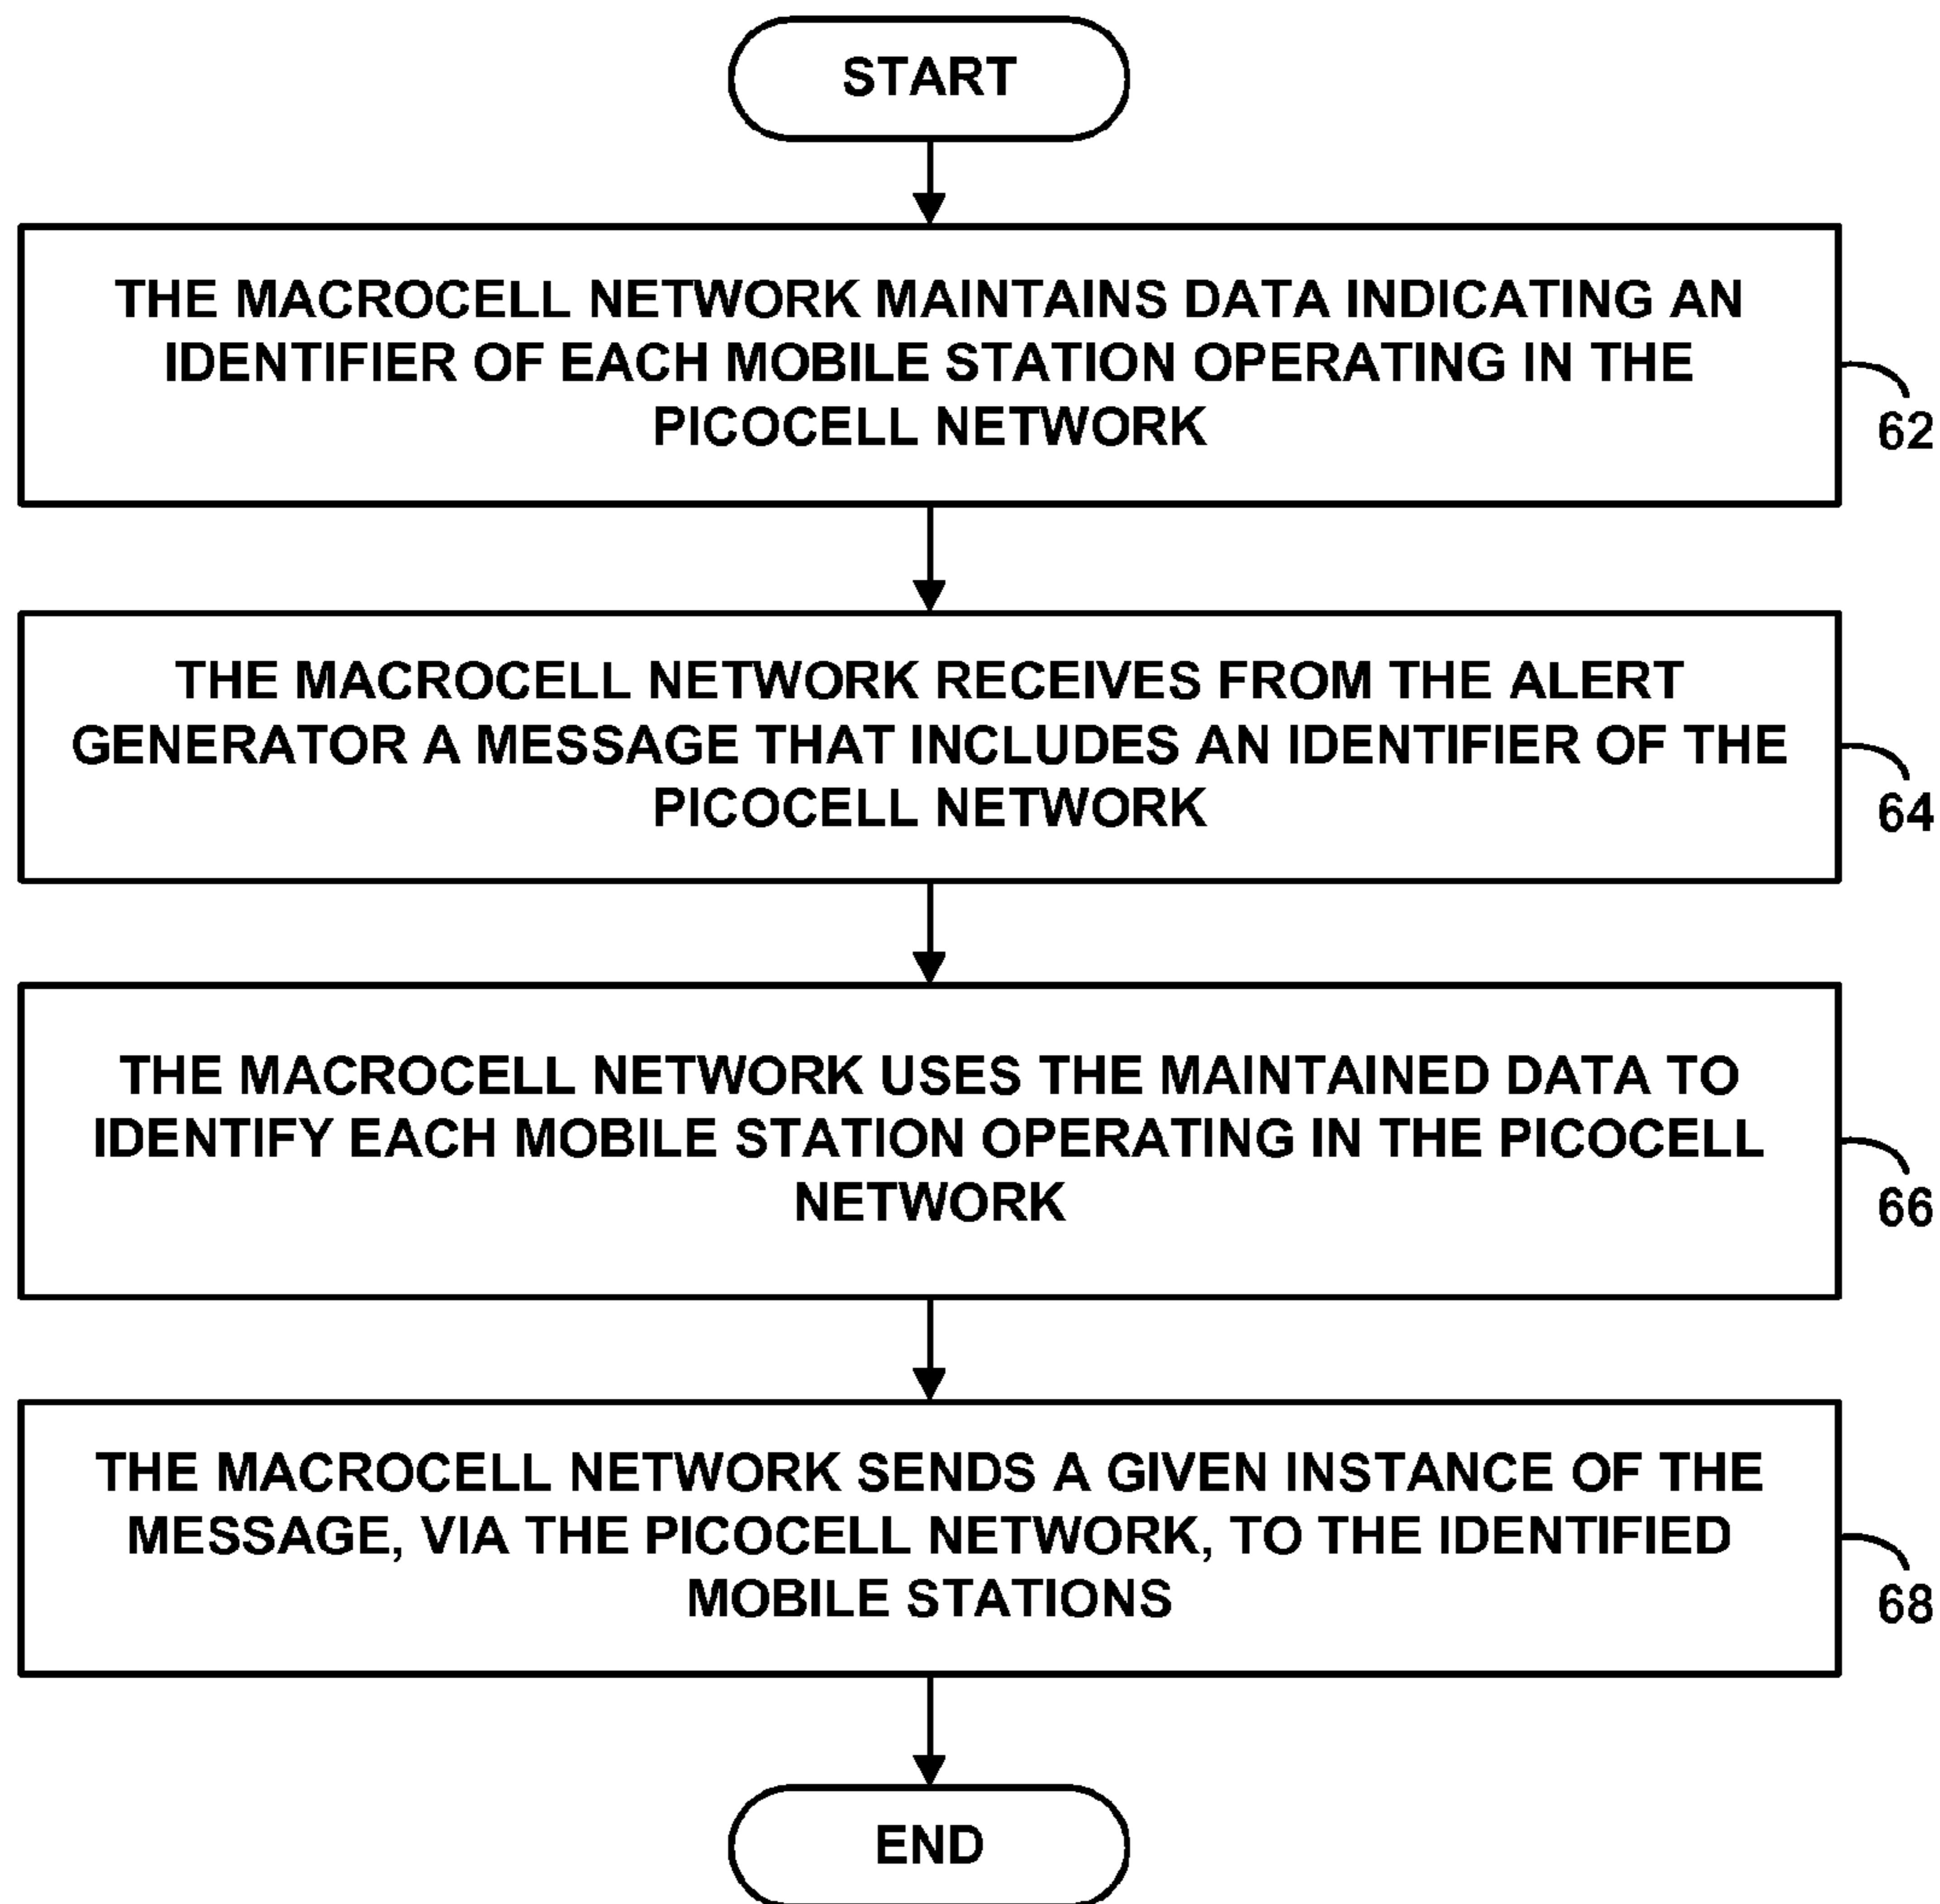 START
THE MACROCELL NETWORK MAINTAINS DATA INDICATING AN
IDENTIFIER OF EACH MOBILE STATION OPERATING IN THE
PICOCELL NETWORK
62
THE MACROCELL NETWORK RECEIVES FROM THE ALERT
GENERATOR A MESSAGE THAT INCLUDES AN IDENTIFIER OF THE
PICOCELL NETWORK
64
THE MACROCELL NETWORK USES THE MAINTAINED DATA TO
IDENTIFY EACH MOBILE STATION OPERATING IN THE PICOCELL
NETWORK
66
THE MACROCELL NETWORK SENDS A GIVEN INSTANCE OF THE
MESSAGE, VIA THE PICOCELL NETWORK, TO THE IDENTIFIED
MOBILE STATIONS
68
END